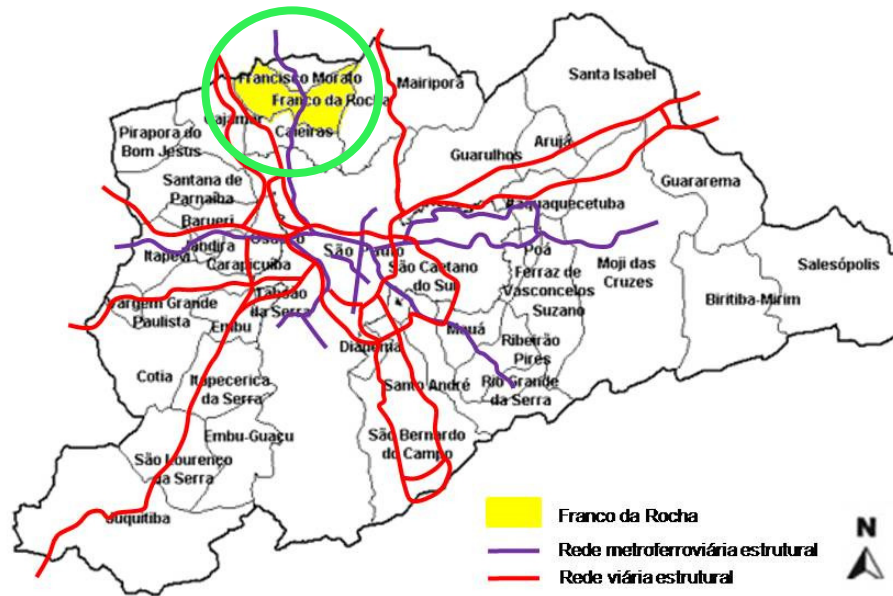 Francisco Morato
Franco da Rocha
Mairiporã
Santa Isabel
Cajamar
Caieiras
Pirapora do
Bom Jesus
Guarulhos
Arujá
Santana de
Parnaíba
Guararema
Barueri
Itaquaquecetuba
Osasco
Jandira
Itapevi
Carapicuíba
São Paulo
São Caetano
do Sul
Poá
Ferraz de
Vasconcelos
Suzano
Moji das
Cruzes
Salesópolis
Biritiba-Mirim
Vargem Grande
Paulista
Taboão
da Serra
Embu
Mauá
Diadema
Ribeirão
Pires
Cotia
Itapecerica
da Serra
Santo André
Rio Grande
da Serra
Embu-Guaçu
São Bernardo
do Campo
São Lourenço
da Serra
Juquitiba
Franco da Rocha
Rede metroferroviária estrutural
Rede viária estrutural
N